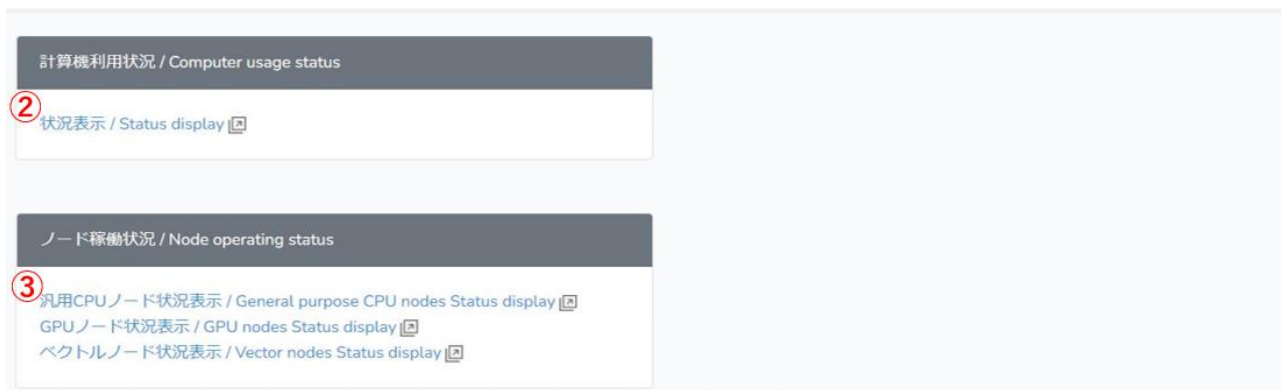 計算機利用状況 / Computer usage status
②
状況表示 / Status display
ノード稼働状況 / Node operating status
③
汎用CPUノード状況表示 / General purpose CPU nodes Status display
GPUノード状況表示 / GPU nodes Status display
ベクトルノード状況表示 / Vector nodes Status display